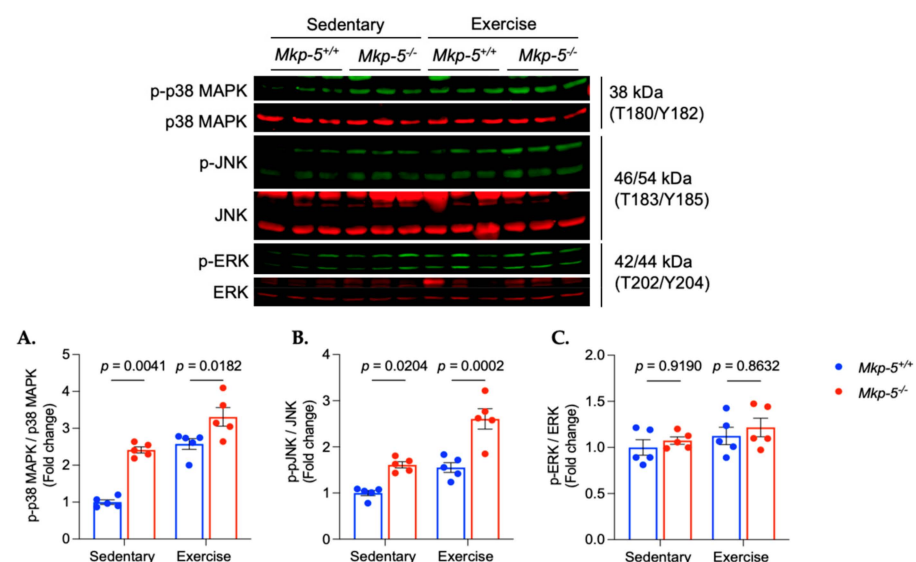 Sedentary Exercise
Mkp-5+/+ Mkp-5-/- Mkp-5+/+ Mkp-5-/-
p-p38 MAPK
p38 MAPK
38 kDa
(T180/Y182)
p-JNK
JNK
46/54 kDa
(T183/Y185)
p-ERK
ERK
42/44 kDa
(T202/Y204)
A.
p-p38 MAPK / p38 MAPK
(Fold change)
5
4
3
2
1
0
p = 0.0041 p = 0.0182
Sedentary Exercise
B.
p-pJNK / JNK
(Fold change)
4
3
2
1
0
p = 0.0204 p = 0.0002
Sedentary Exercise
C.
p-ERK / ERK
(Fold change)
2.0
1.5
1.0
0.5
0.0
p = 0.9190 p = 0.8632
Sedentary Exercise
Mkp-5+/+
Mkp-5-/-